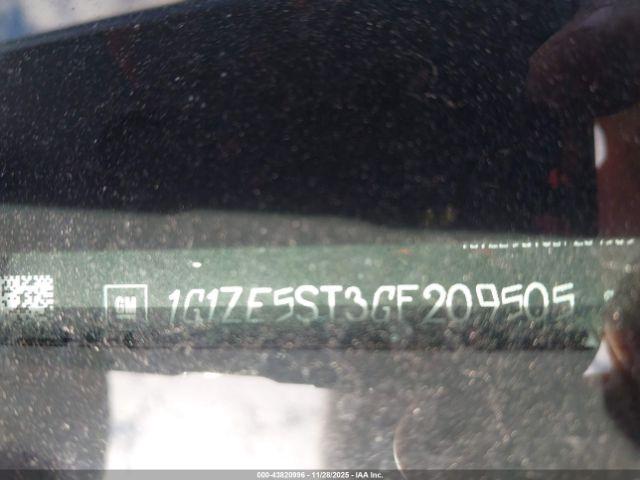 GM 1G1ZE5ST3GF209505
000-43820996 - 11/28/2025 - IAA Inc.